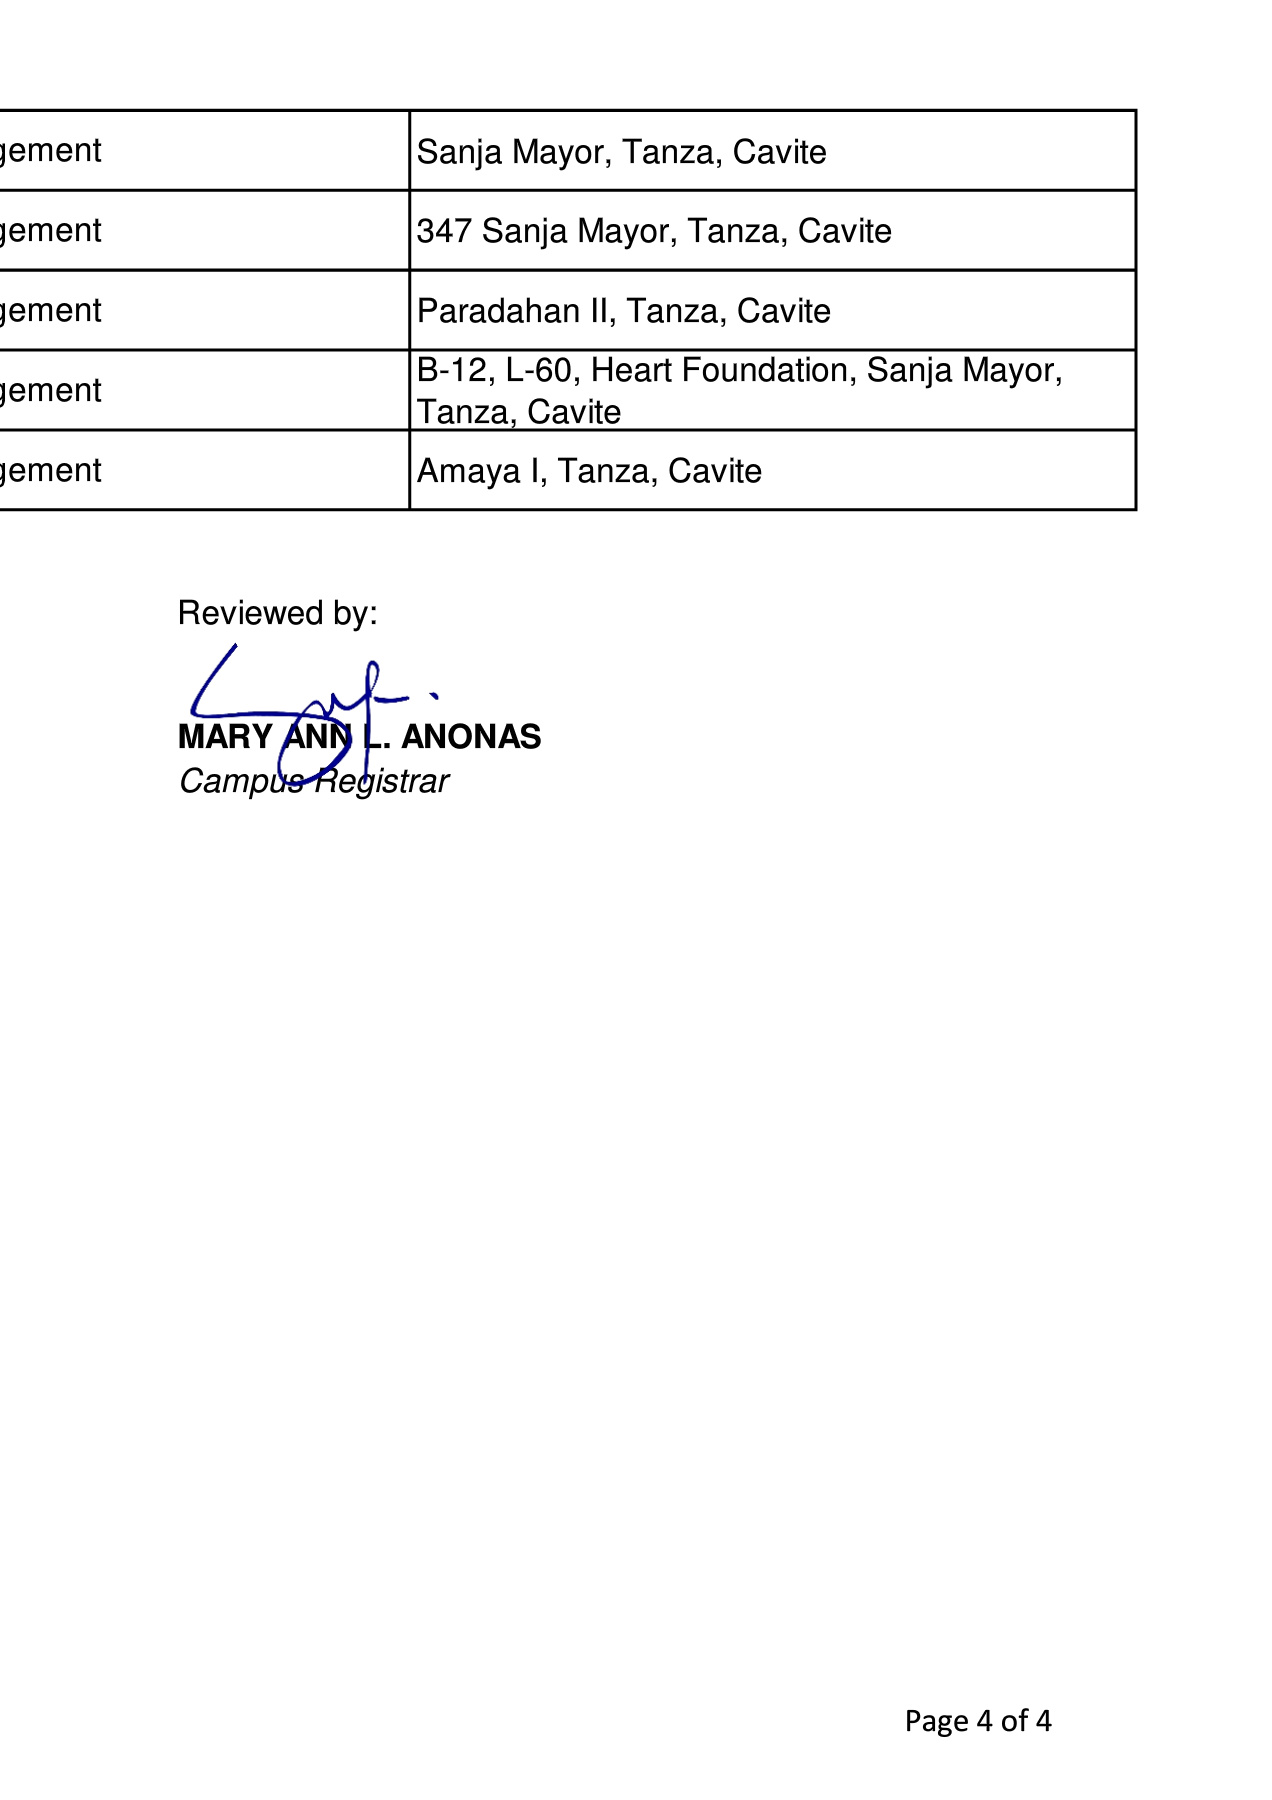 gement Sanja Mayor, Tanza, Cavite
gement 347 Sanja Mayor, Tanza, Cavite
gement Paradahan II, Tanza, Cavite
gement B-12, L-60, Heart Foundation, Sanja Mayor,
Tanza, Cavite
gement Amaya I, Tanza, Cavite
Reviewed by:
MARY ANN L. ANONAS
Campus Registrar
Page 4 of 4